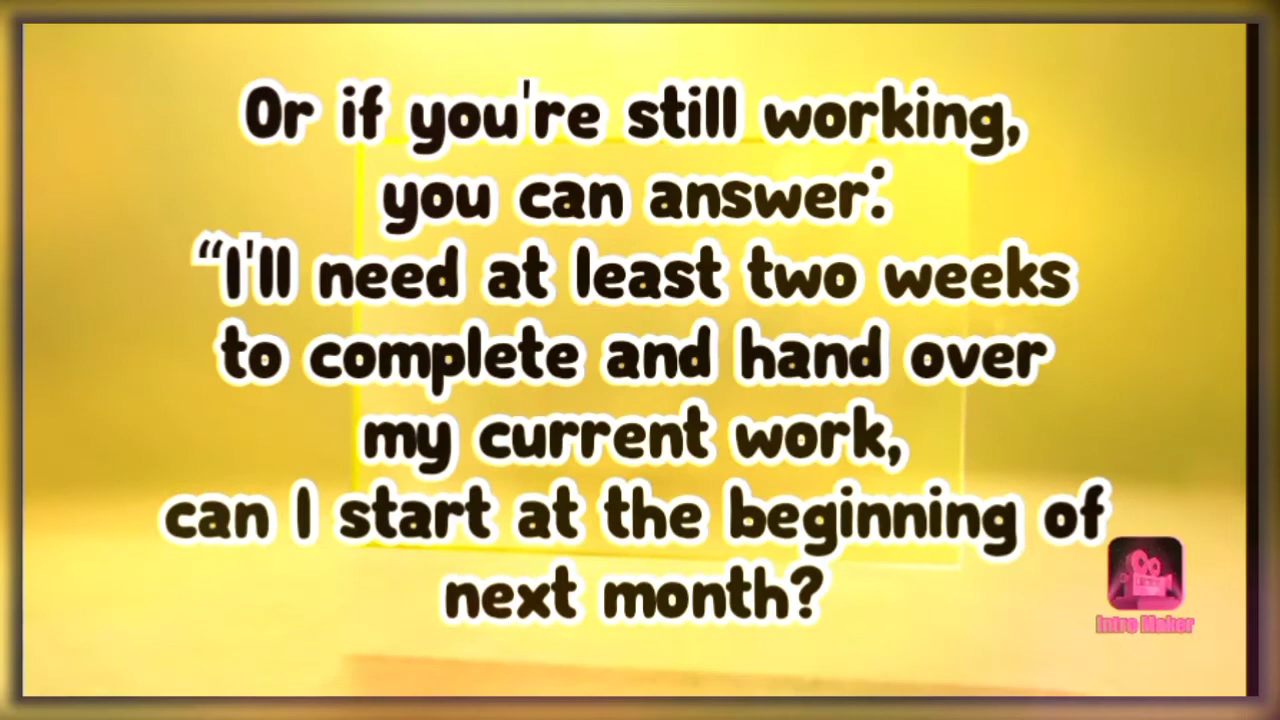 Or if you're still working,
you can answer:
“I'll need at least two weeks
to complete and hand over
my current work,
can I start at the beginning of
next month?
Intro Maker